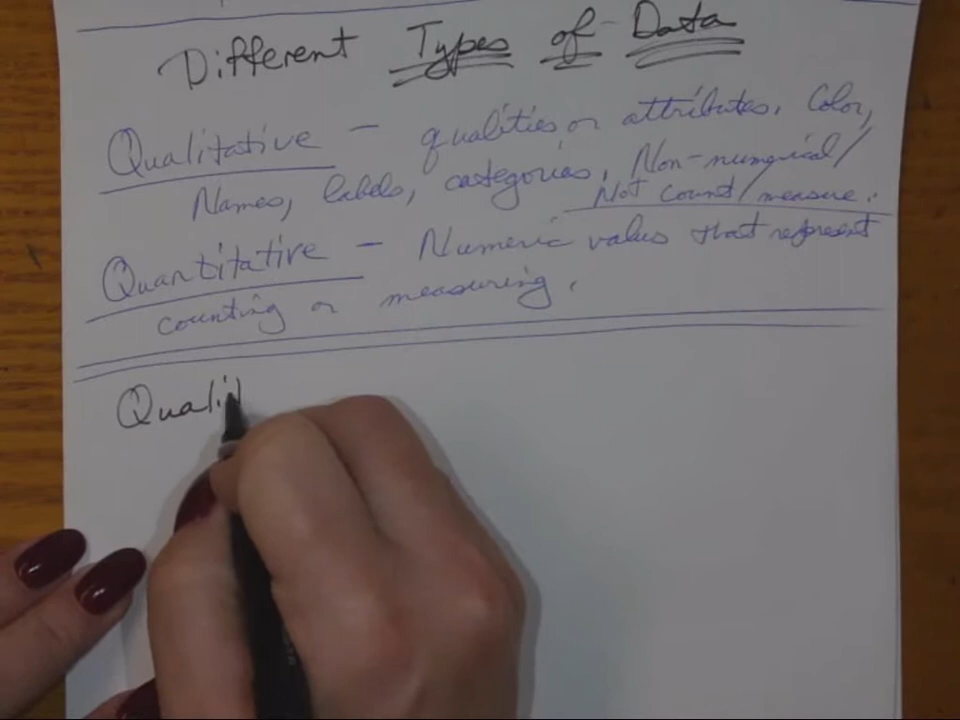 Different Types of Data
Qualitative - qualities or attributes, Color,
Names, labels, categories, Non-numerical/
Not count/measure.
Quantitative - Numeric values that represent
counting or measuring.
Quali